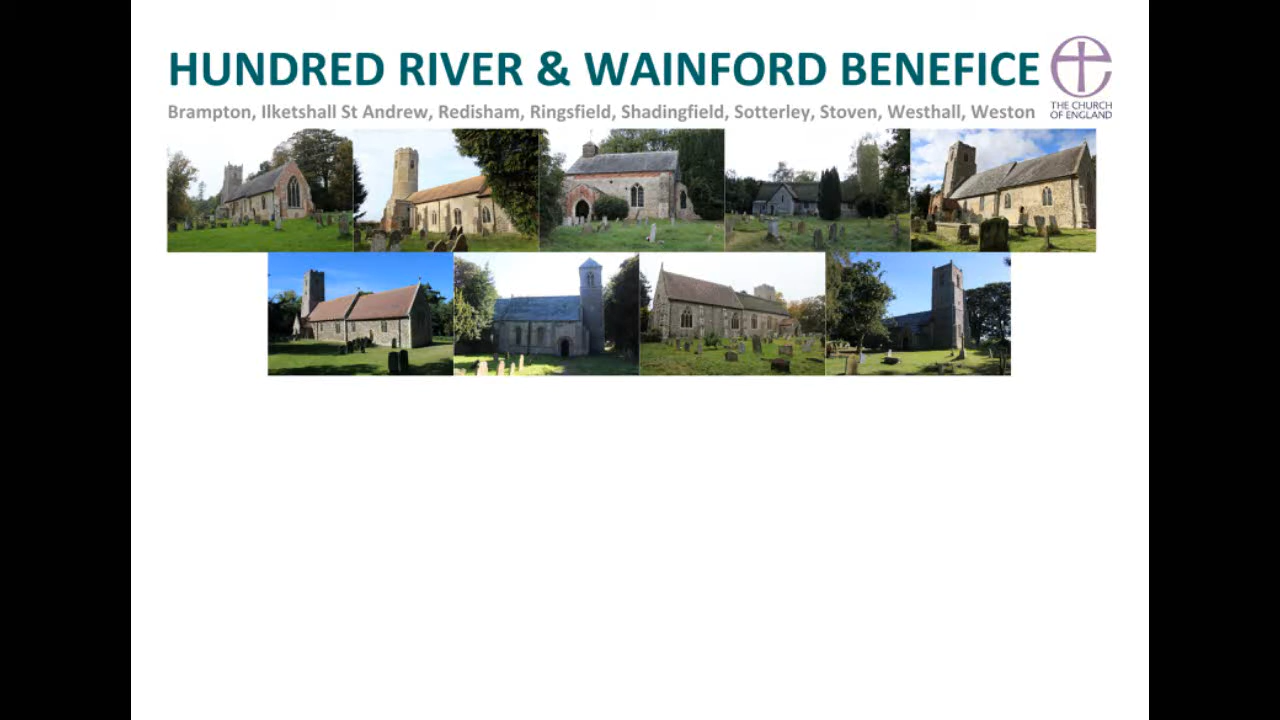 HUNDRED RIVER & WAINFORD BENEFICE
Brampton, Ilketshall St Andrew, Redisham, Ringsfield, Shadingfield, Sotterley, Stoven, Westhall, Weston
THE CHURCH
OF ENGLAND